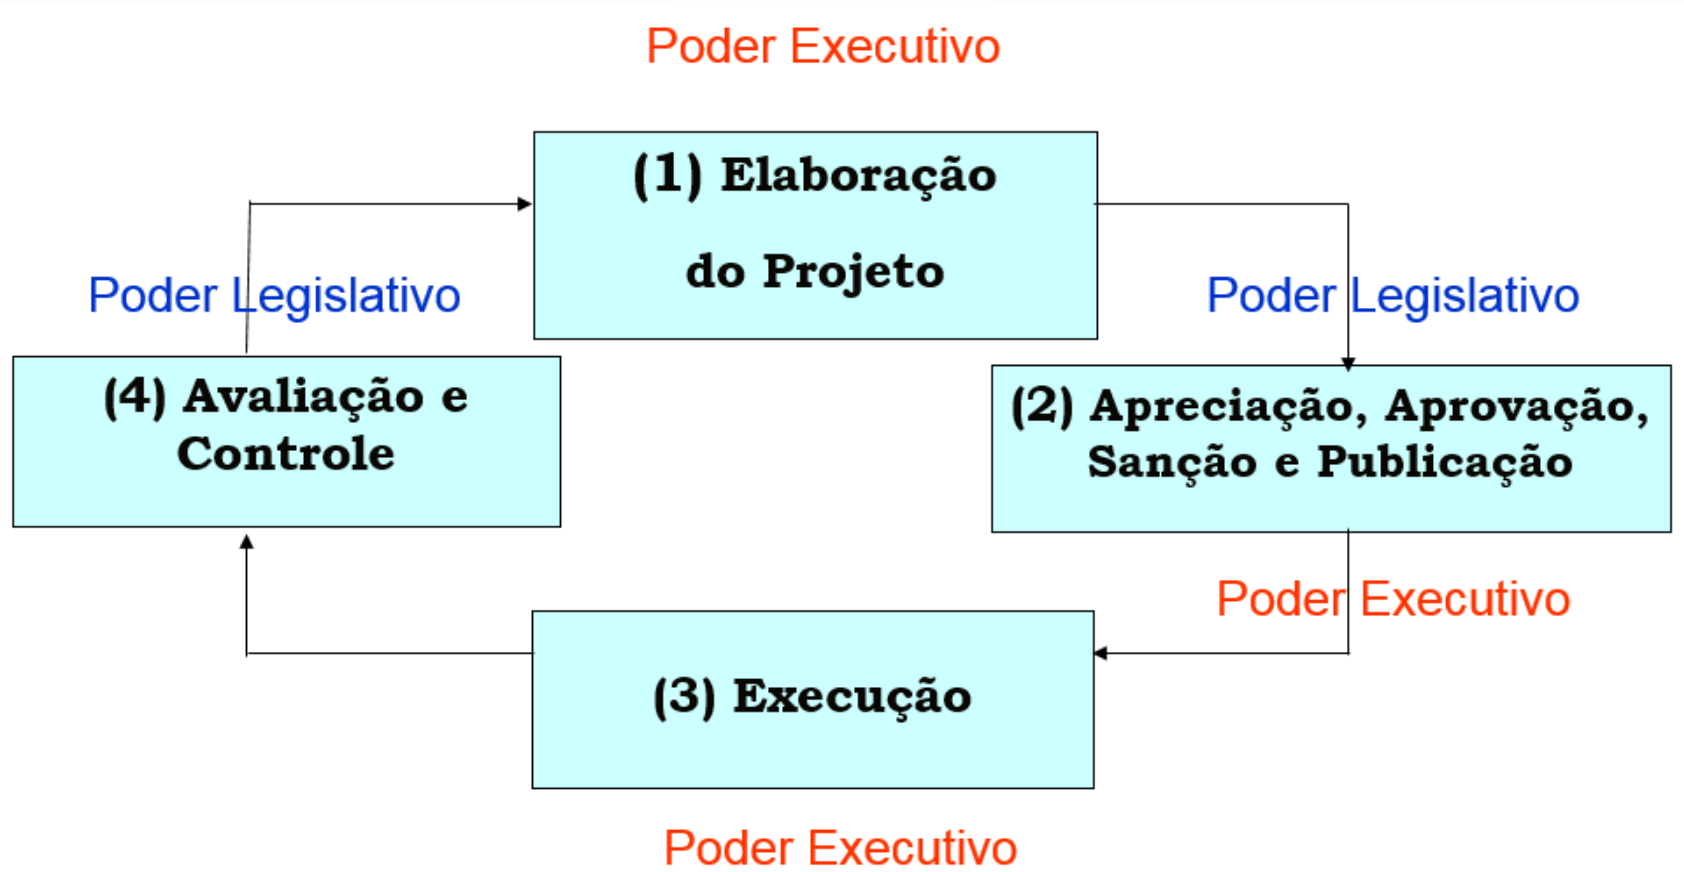 Poder Executivo
(1) Elaboração
do Projeto
Poder Legislativo
Poder Legislativo
(4) Avaliação e
Controle
(2) Apreciação, Aprovação,
Sanção e Publicação
Poder Executivo
(3) Execução
Poder Executivo